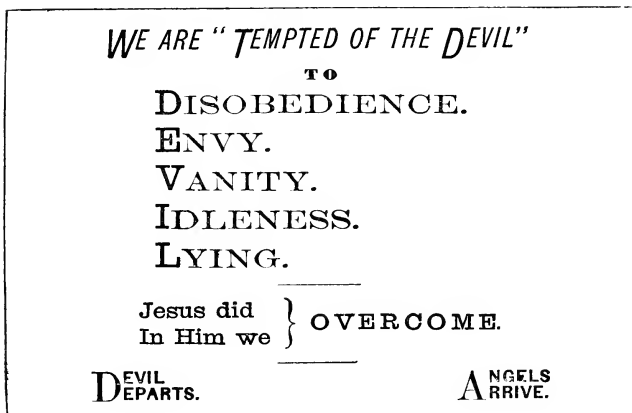 WE ARE "TEMPTED OF THE DEVIL"
TO
DISOBEDIENCE.
ENVY.
VANITY.
IDLENESS.
LYING.
Jesus did
In Him we } OVERCOME.
DEVIL DEPARTS.
ANGELS ARRIVE.